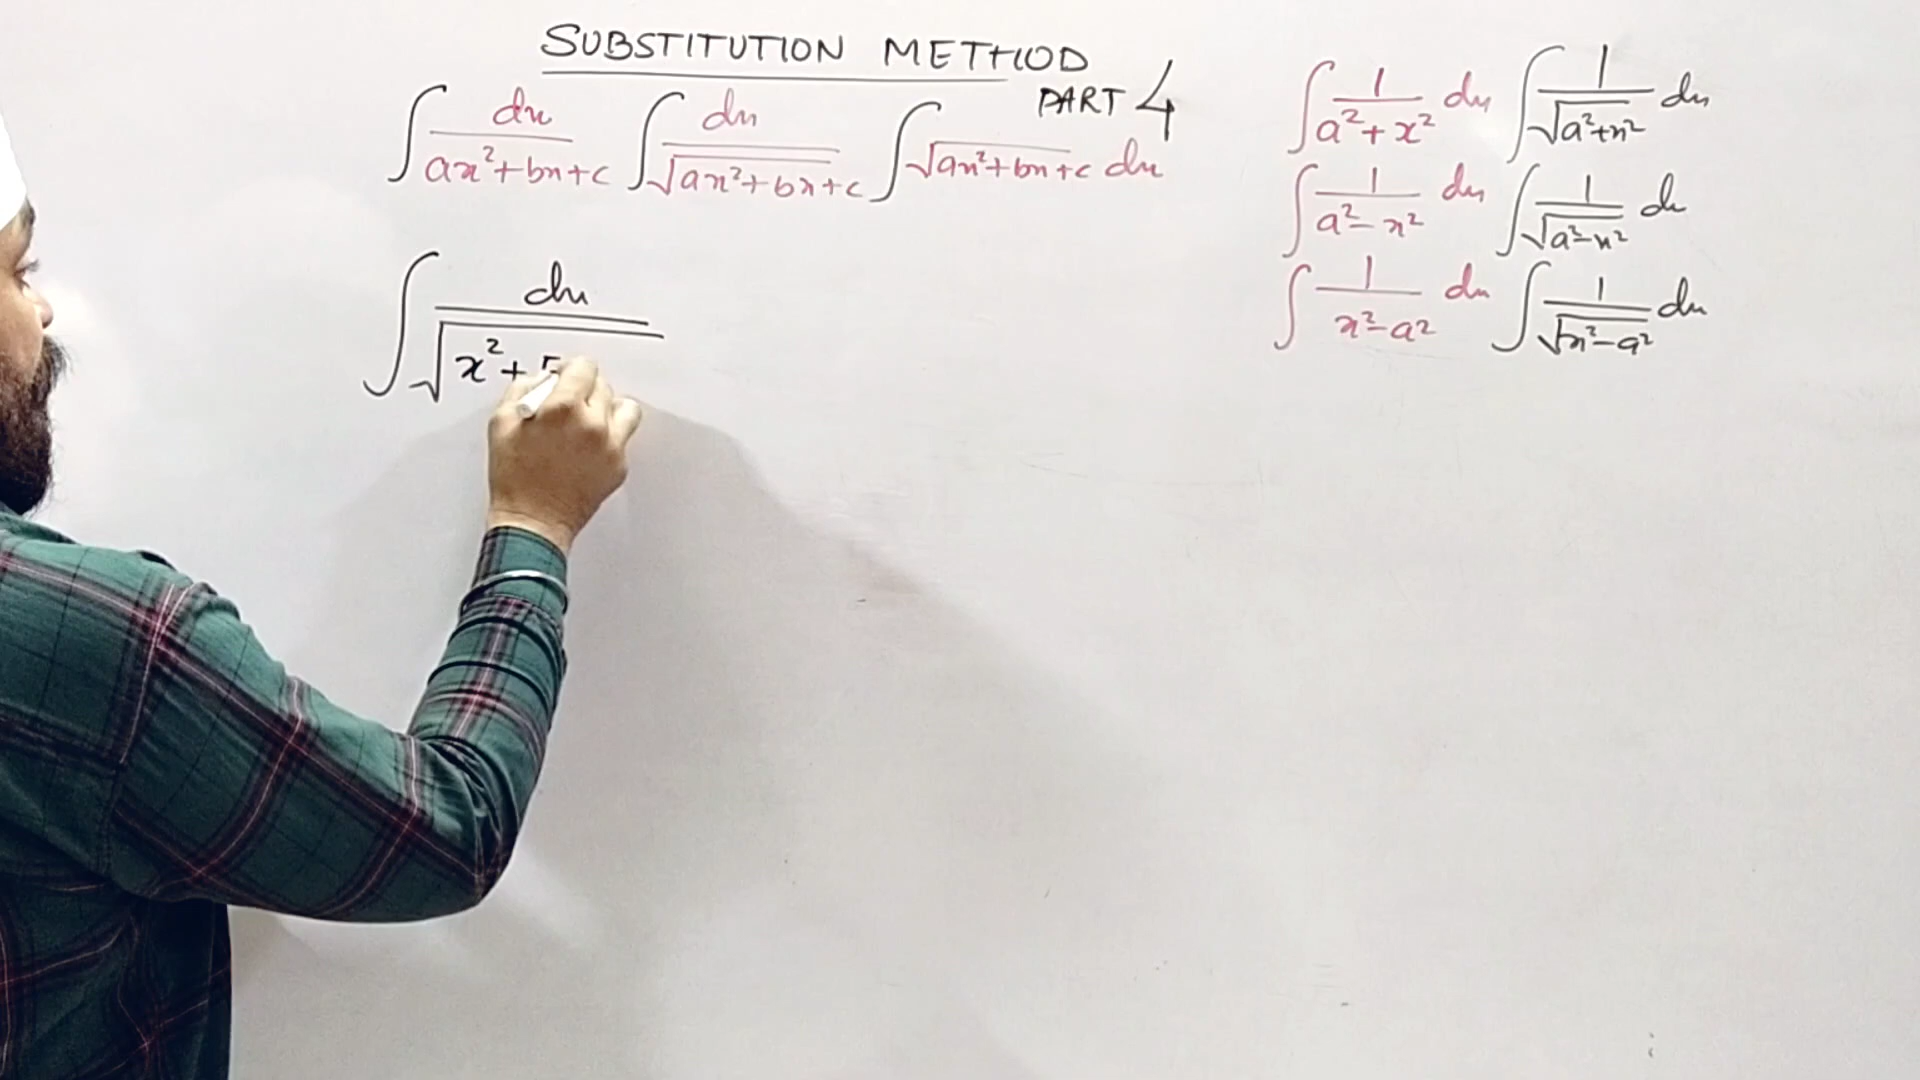 SUBSTITUTION METHOD
PART 4
∫ dx / (ax²+bx+c) ∫ dx / √(ax²+bx+c) ∫ √(ax²+bx+c) dx
∫ dx / √(x²+5
∫ 1 / (a²+x²) dx ∫ 1 / √(a²+x²) dx
∫ 1 / (a²-x²) dx ∫ 1 / √(a²-x²) dx
∫ 1 / (x²-a²) dx ∫ 1 / √(x²-a²) dx